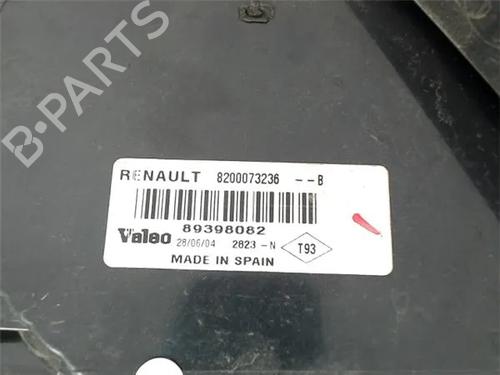 B-PARTS
RENAULT 8200073236 --B
89398082
Valeo 28/06/04 2823-N T93
MADE IN SPAIN